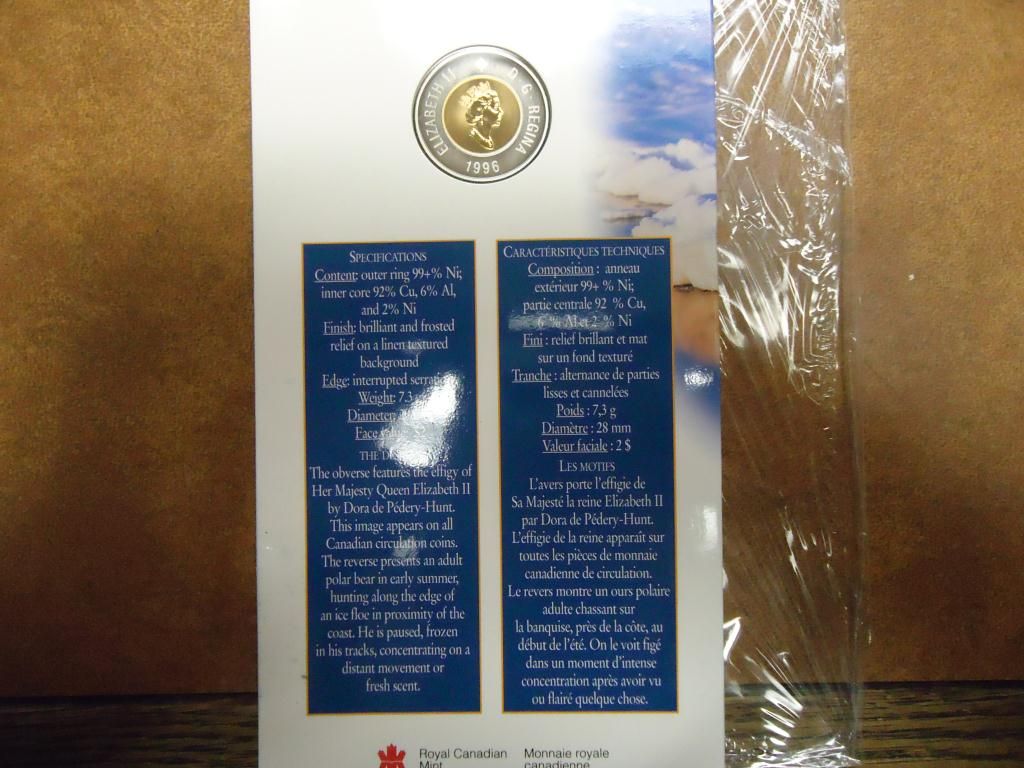 ELIZABETH II D. G. REGINA
1996
SPECIFICATIONS
Content: outer ring 99+% Ni;
inner core 92% Cu, 6% Al,
and 2% Ni
Finish: brilliant and frosted
relief on a linen textured
background
Edge: interrupted
Weight: 7.3
Diameter:
Face
THE
The obverse features the effigy of
Her Majesty Queen Elizabeth II
by Dora de Pédery-Hunt.
This image appears on all
Canadian circulation coins.
The reverse presents an adult
polar bear in early summer,
hunting along the edge of
an ice floe in proximity of the
coast. He is paused, frozen
in his tracks, concentrating on a
distant movement or
fresh scent.
CARACTÉRISTIQUES TECHNIQUES
Composition : anneau
extérieur 99+ % Ni;
partie centrale 92 % Cu,
6 % Al et 2 % Ni
Fini : relief brillant et mat
sur un fond texturé
Tranche : alternance de parties
lisses et cannelées
Poids : 7,3 g
Diamètre : 28 mm
Valeur faciale : 2 $
LES MOTIFS
L'avers porte l'effigie de
Sa Majesté la reine Elizabeth II
par Dora de Pédery-Hunt.
L'effigie de la reine apparaît sur
toutes les pièces de monnaie
canadienne de circulation.
Le revers montre un ours polaire
adulte chassant sur
la banquise, près de la côte, au
début de l'été. On le voit figé
dans un moment d'intense
concentration après avoir vu
ou flairé quelque chose.
Royal Canadian
Mint
Monnaie royale
canadienne